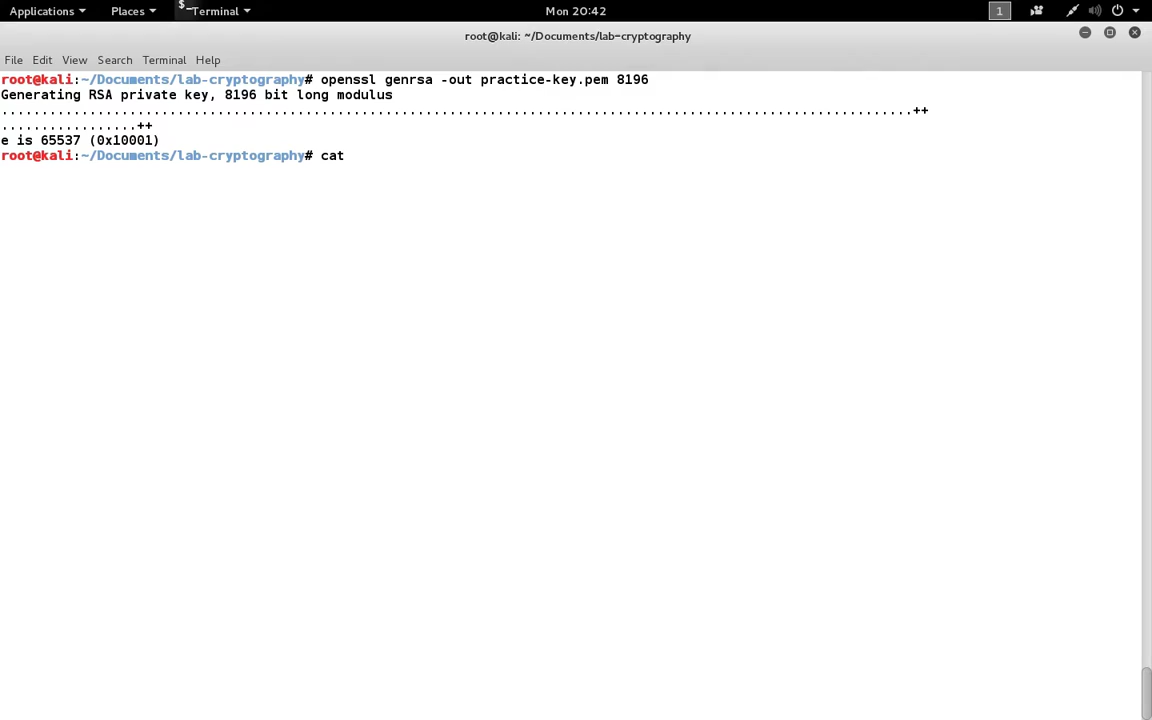 Applications Places $_Terminal Mon 20:42 1
root@kali: ~/Documents/lab-cryptography
File Edit View Search Terminal Help
root@kali:~/Documents/lab-cryptography# openssl genrsa -out practice-key.pem 8196
Generating RSA private key, 8196 bit long modulus
..................................................................................................................++
.................++
e is 65537 (0x10001)
root@kali:~/Documents/lab-cryptography# cat